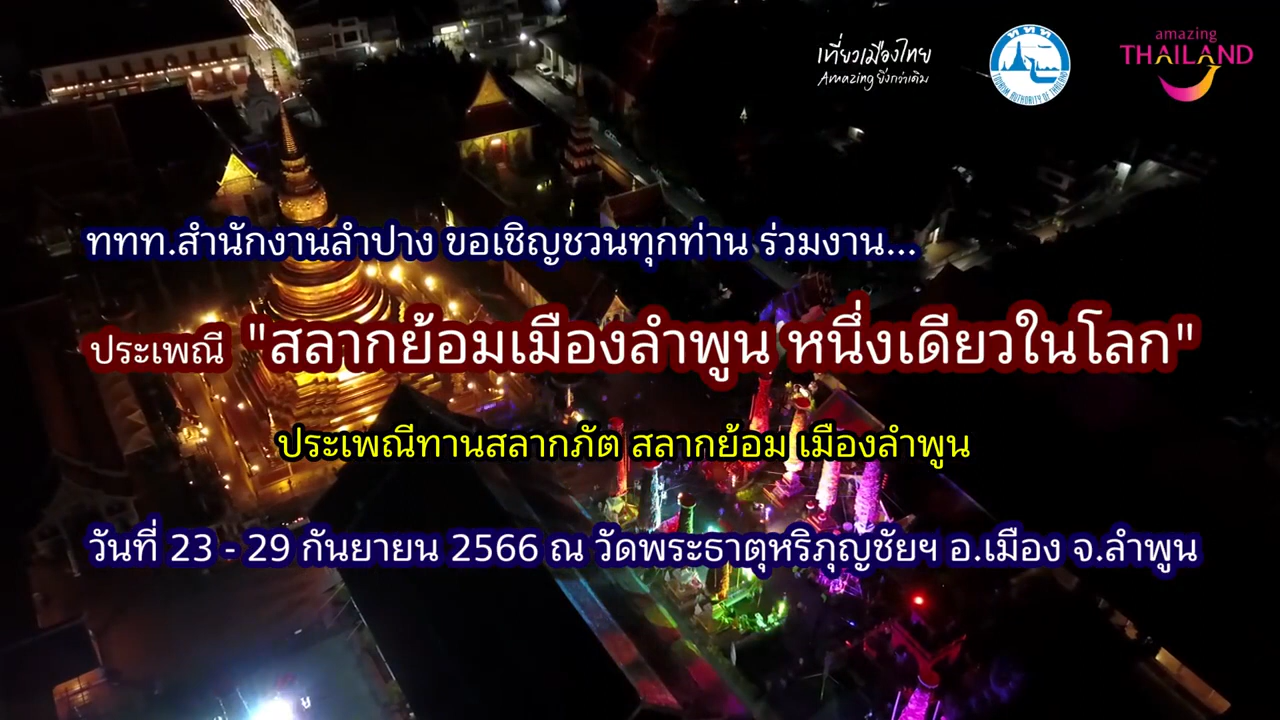 เที่ยวเมืองไทย
Amazing ยิ่งกว่าเดิม
ททท
TOURISM AUTHORITY OF THAILAND
amazing
THAILAND
ททท.สำนักงานลำปาง ขอเชิญชวนทุกท่าน ร่วมงาน...
ประเพณี "สลากย้อมเมืองลำพูน หนึ่งเดียวในโลก"
ประเพณีทานสลากภัต สลากย้อม เมืองลำพูน
วันที่ 23 - 29 กันยายน 2566 ณ วัดพระธาตุหริภุญชัยฯ อ.เมือง จ.ลำพูน